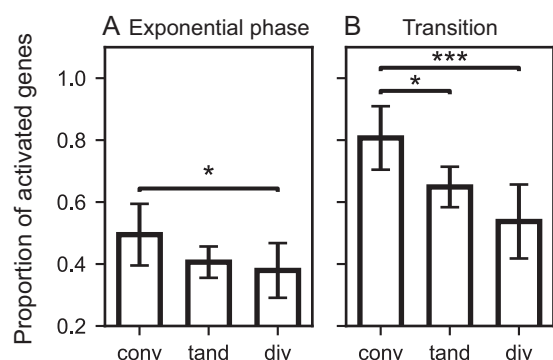 A Exponential phase
B Transition
Proportion of activated genes
1.0
0.8
0.6
0.4
0.2
*
***
*
conv tand div
conv tand div